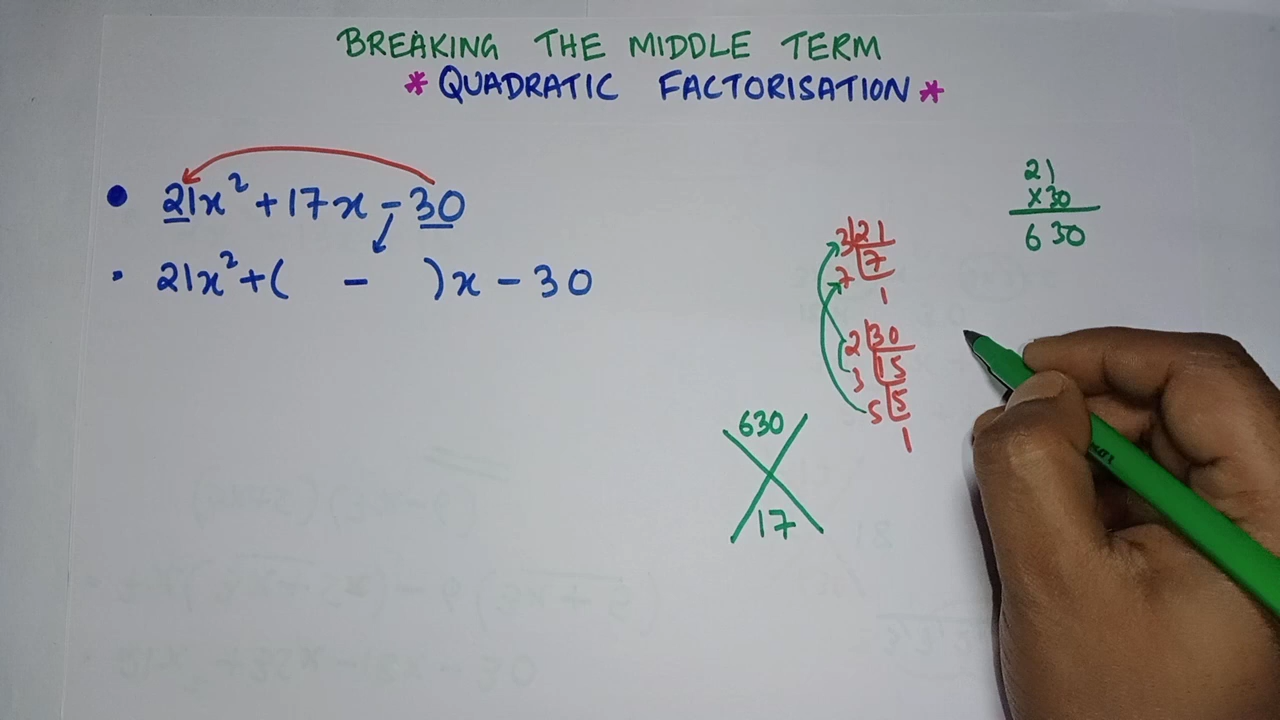 BREAKING THE MIDDLE TERM
* QUADRATIC FACTORISATION *
• 21x² + 17x - 30
• 21x² + ( - )x - 30
21
x 30
630
3 | 21
7 | 7
1
2 | 30
3 | 15
5 | 5
1
630
17